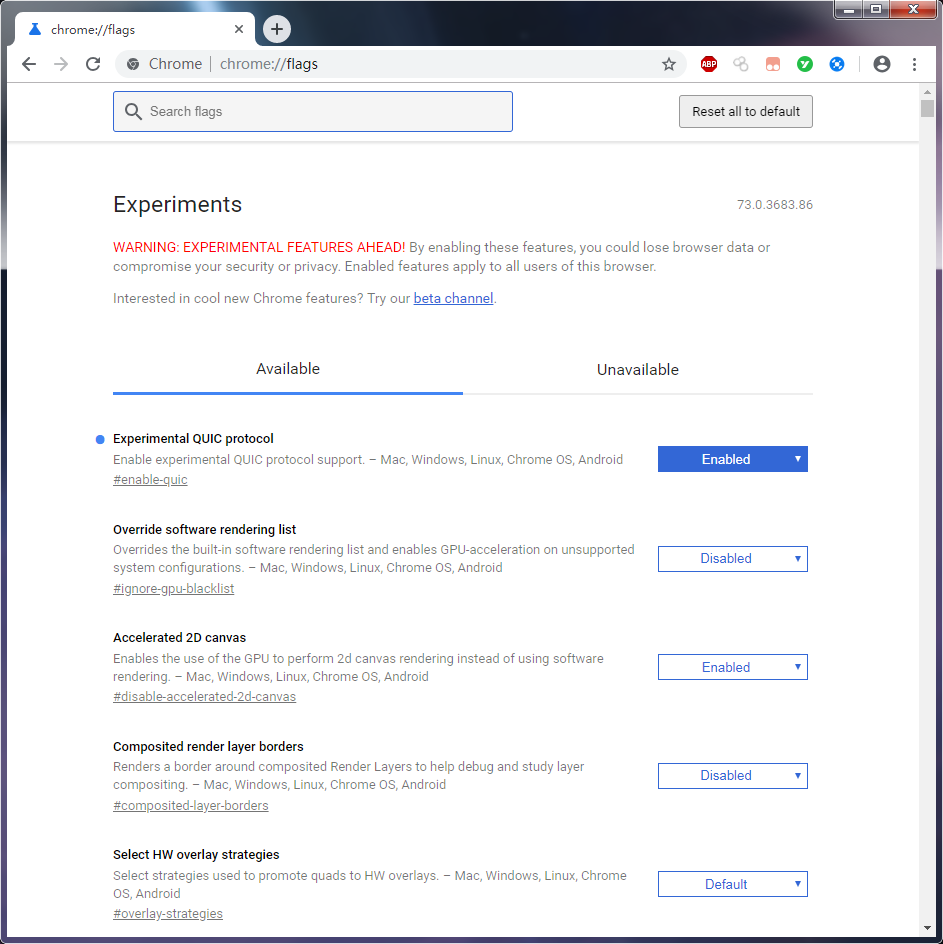 chrome://flags
Chrome | chrome://flags
ABP
Search flags
Reset all to default
Experiments
73.0.3683.86
WARNING: EXPERIMENTAL FEATURES AHEAD! By enabling these features, you could lose browser data or
compromise your security or privacy. Enabled features apply to all users of this browser.
Interested in cool new Chrome features? Try our beta channel.
Available
Unavailable
Experimental QUIC protocol
Enable experimental QUIC protocol support. – Mac, Windows, Linux, Chrome OS, Android
#enable-quic
Enabled
Override software rendering list
Overrides the built-in software rendering list and enables GPU-acceleration on unsupported
system configurations. – Mac, Windows, Linux, Chrome OS, Android
#ignore-gpu-blacklist
Disabled
Accelerated 2D canvas
Enables the use of the GPU to perform 2d canvas rendering instead of using software
rendering. – Mac, Windows, Linux, Chrome OS, Android
#disable-accelerated-2d-canvas
Enabled
Composited render layer borders
Renders a border around composited Render Layers to help debug and study layer
compositing. – Mac, Windows, Linux, Chrome OS, Android
#composited-layer-borders
Disabled
Select HW overlay strategies
Select strategies used to promote quads to HW overlays. – Mac, Windows, Linux, Chrome
OS, Android
#overlay-strategies
Default